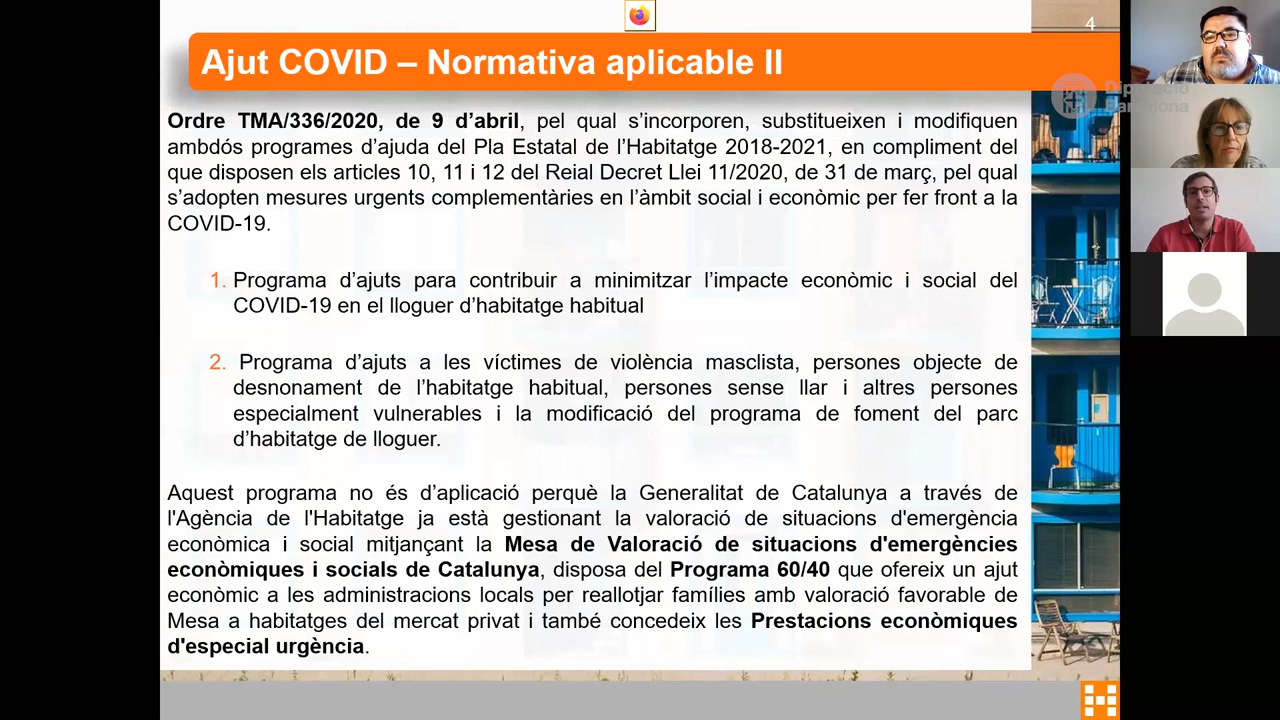 4
Ajut COVID – Normativa aplicable II
Diputació
Barcelona
Ordre TMA/336/2020, de 9 d’abril, pel qual s’incorporen, substitueixen i modifiquen
ambdós programes d’ajuda del Pla Estatal de l’Habitatge 2018-2021, en compliment del
que disposen els articles 10, 11 i 12 del Reial Decret Llei 11/2020, de 31 de març, pel qual
s’adopten mesures urgents complementàries en l’àmbit social i econòmic per fer front a la
COVID-19.
1. Programa d’ajuts para contribuir a minimitzar l’impacte econòmic i social del
COVID-19 en el lloguer d’habitatge habitual
2. Programa d’ajuts a les víctimes de violència masclista, persones objecte de
desnonament de l’habitatge habitual, persones sense llar i altres persones
especialment vulnerables i la modificació del programa de foment del parc
d’habitatge de lloguer.
Aquest programa no és d’aplicació perquè la Generalitat de Catalunya a través de
l'Agència de l'Habitatge ja està gestionant la valoració de situacions d'emergència
econòmica i social mitjançant la Mesa de Valoració de situacions d'emergències
econòmiques i socials de Catalunya, disposa del Programa 60/40 que ofereix un ajut
econòmic a les administracions locals per reallotjar famílies amb valoració favorable de
Mesa a habitatges del mercat privat i també concedeix les Prestacions econòmiques
d'especial urgència.